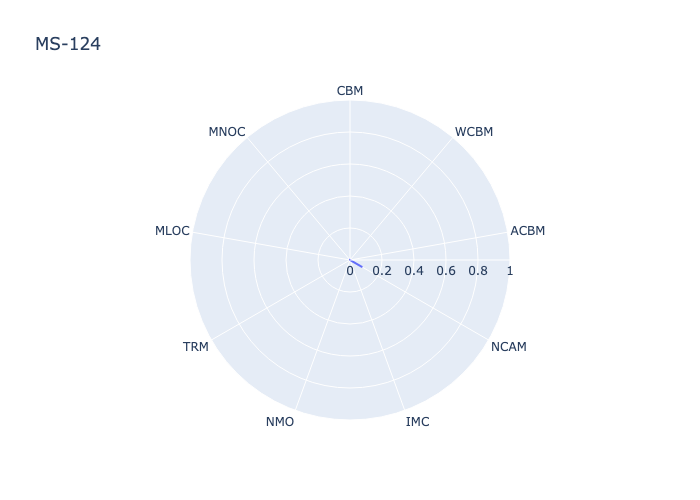 MS-124
CBM
MNOC
WCBM
MLOC
ACBM
0 0.2 0.4 0.6 0.8 1
TRM
NCAM
NMO
IMC